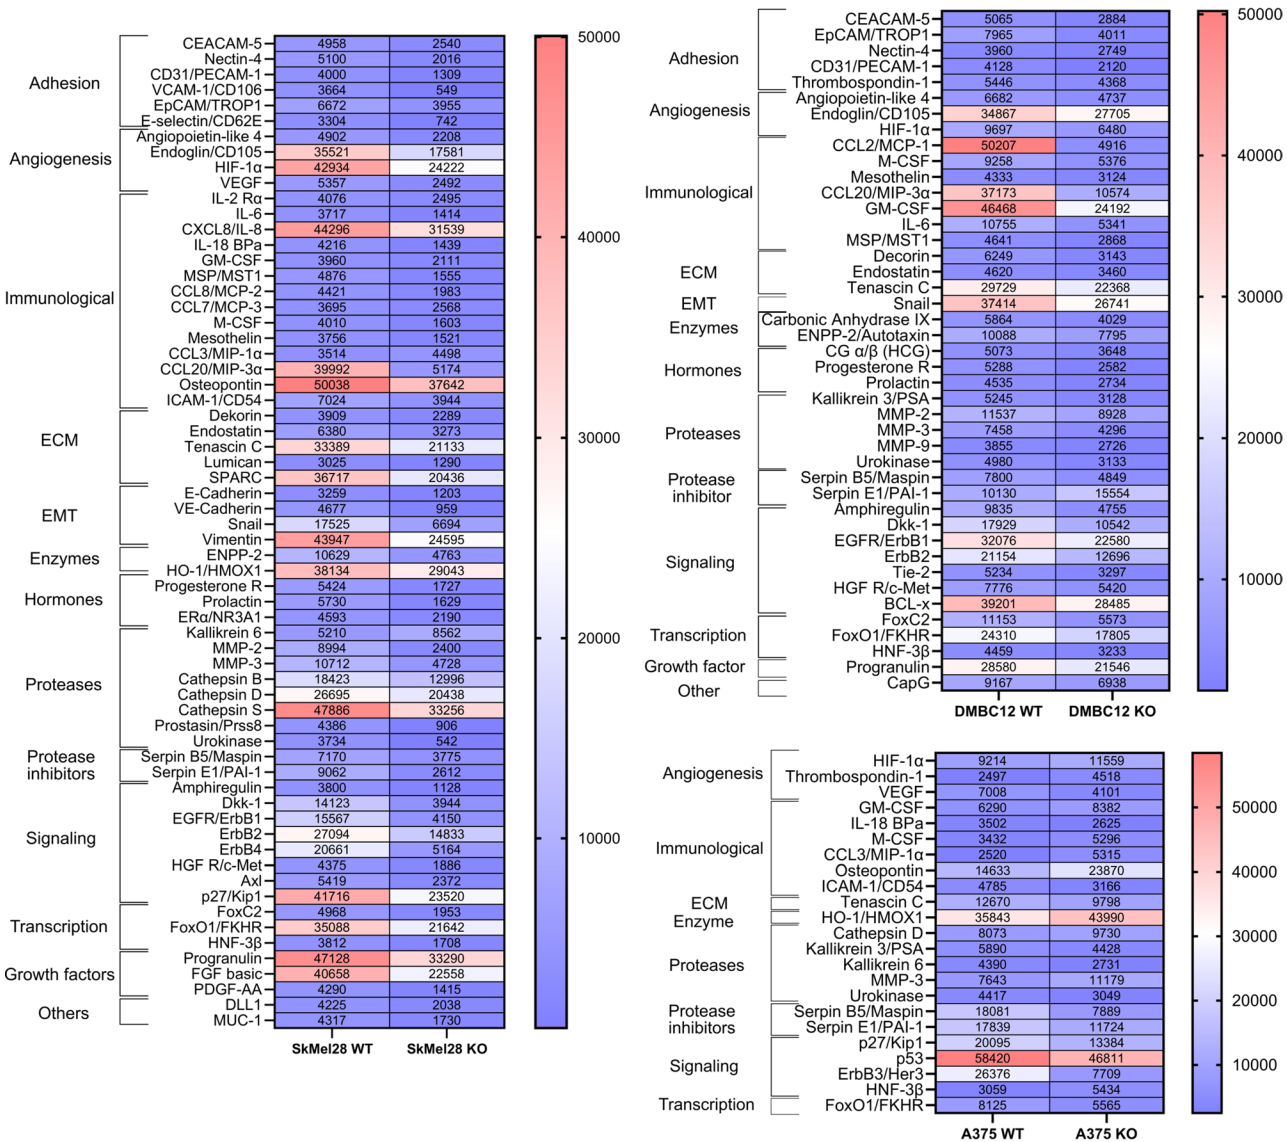 Adhesion
CEACAM-5 4958 2540
Nectin-4 5100 2016
CD31/PECAM-1 4000 1309
VCAM-1/CD106 3664 549
EpCAM/TROP1 6672 3955
E-selectin/CD62E 3304 742
Angiogenesis
Angiopoietin-like 4 4902 2208
Endoglin/CD105 35521 17581
HIF-1α 42934 24222
VEGF 5357 2492
Immunological
IL-2 Rα 4076 2495
IL-6 3717 1414
CXCL8/IL-8 44296 31539
IL-18 BPa 4216 1439
GM-CSF 3960 2111
MSP/MST1 4876 1555
CCL8/MCP-2 4421 1983
CCL7/MCP-3 3695 2568
M-CSF 4010 1603
Mesothelin 3756 1521
CCL3/MIP-1α 3514 4498
CCL20/MIP-3α 39992 5174
Osteopontin 50038 37642
ICAM-1/CD54 7024 3944
ECM
Dekorin 3909 2289
Endostatin 6380 3273
Tenascin C 33389 21133
Lumican 3025 1290
SPARC 36717 20436
EMT
E-Cadherin 3259 1203
VE-Cadherin 4677 959
Snail 17525 6694
Vimentin 43947 24595
Enzymes
ENPP-2 10629 4763
HO-1/HMOX1 38134 29043
Hormones
Progesterone R 5424 1727
Prolactin 5730 1629
ERα/NR3A1 4593 2190
Proteases
Kallikrein 6 5210 8562
MMP-2 8994 2400
MMP-3 10712 4728
Cathepsin B 18423 12996
Cathepsin D 26695 20438
Cathepsin S 47886 33256
Prostasin/Prss8 4386 906
Urokinase 3734 542
Protease
inhibitors
Serpin B5/Maspin 7170 3775
Serpin E1/PAI-1 9062 2612
Signaling
Amphiregulin 3800 1128
Dkk-1 14123 3944
EGFR/ErbB1 15567 4150
ErbB2 27094 14833
ErbB4 20661 5164
HGF R/c-Met 4375 1886
Axl 5419 2372
p27/Kip1 41716 23520
Transcription
FoxC2 4968 1953
FoxO1/FKHR 35088 21642
HNF-3β 3812 1708
Growth factors
Progranulin 47128 33290
FGF basic 40658 22558
PDGF-AA 4290 1415
Others
DLL1 4225 2038
MUC-1 4317 1730
SkMel28 WT SkMel28 KO
50000
40000
30000
20000
10000
Adhesion
CEACAM-5 5065 2884
EpCAM/TROP1 7965 4011
Nectin-4 3960 2749
CD31/PECAM-1 4128 2120
Thrombospondin-1 5446 4368
Angiogenesis
Angiopoietin-like 4 6682 4737
Endoglin/CD105 34867 27705
HIF-1α 9697 6480
Immunological
CCL2/MCP-1 50207 4916
M-CSF 9258 5376
Mesothelin 4333 3124
CCL20/MIP-3α 37173 10574
GM-CSF 46468 24192
IL-6 10755 5341
MSP/MST1 4641 2868
ECM
Decorin 6249 3143
Endostatin 4620 3460
Tenascin C 29729 22368
EMT
Snail 37414 26741
Enzymes
Carbonic Anhydrase IX 5864 4029
ENPP-2/Autotaxin 10088 7795
Hormones
CG α/β (HCG) 5073 3648
Progesterone R 5288 2582
Prolactin 4535 2734
Proteases
Kallikrein 3/PSA 5245 3128
MMP-2 11537 8928
MMP-3 7458 4296
MMP-9 3855 2726
Urokinase 4980 3133
Protease
inhibitor
Serpin B5/Maspin 7800 4849
Serpin E1/PAI-1 10130 15554
Signaling
Amphiregulin 9835 4755
Dkk-1 17929 10542
EGFR/ErbB1 32076 22580
ErbB2 21154 12696
Tie-2 5234 3297
HGF R/c-Met 7776 5420
BCL-x 39201 28485
Transcription
FoxC2 11153 5573
FoxO1/FKHR 24310 17805
HNF-3β 4459 3233
Growth factor
Progranulin 28580 21546
Other
CapG 9167 6938
DMBC12 WT DMBC12 KO
50000
40000
30000
20000
10000
Angiogenesis
HIF-1α 9214 11559
Thrombospondin-1 2497 4518
VEGF 7008 4101
Immunological
GM-CSF 6290 8382
IL-18 BPa 3502 2625
M-CSF 3432 5296
CCL3/MIP-1α 2520 5315
Osteopontin 14633 23870
ICAM-1/CD54 4785 3166
ECM
Tenascin C 12670 9798
Enzyme
HO-1/HMOX1 35843 43990
Proteases
Cathepsin D 8073 9730
Kallikrein 3/PSA 5890 4428
Kallikrein 6 4390 2731
MMP-3 7643 11179
Urokinase 4417 3049
Protease
inhibitors
Serpin B5/Maspin 18081 7889
Serpin E1/PAI-1 17839 11724
Signaling
p27/Kip1 20095 13384
p53 58420 46811
ErbB3/Her3 26376 7709
HNF-3β 3059 5434
Transcription
FoxO1/FKHR 8125 5565
A375 WT A375 KO
50000
40000
30000
20000
10000